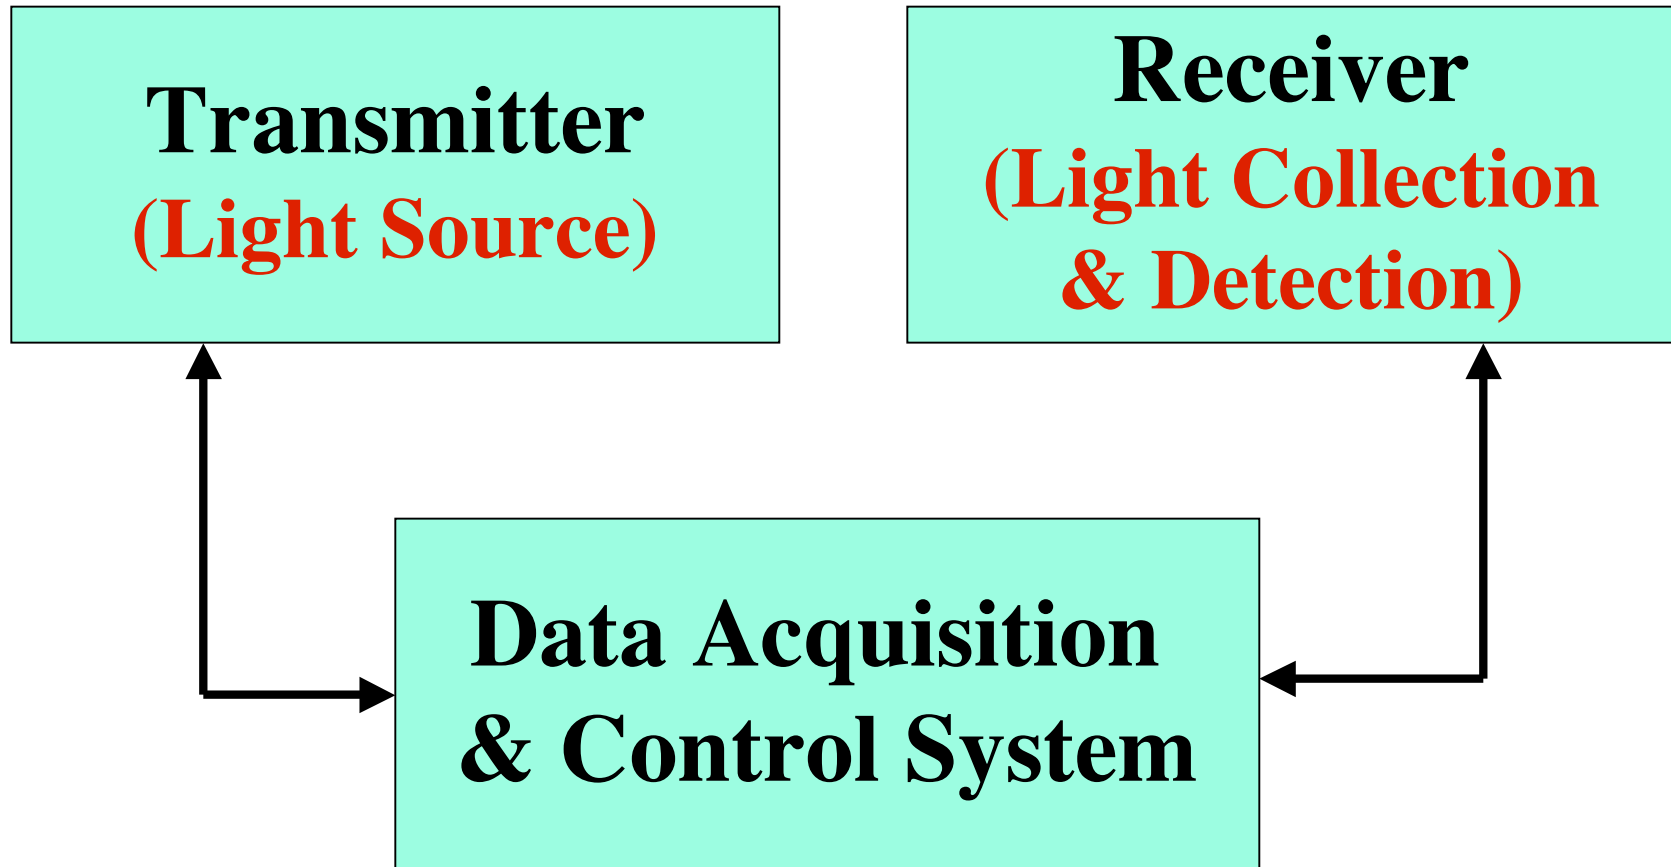 Transmitter
(Light Source)
Receiver
(Light Collection
& Detection)
Data Acquisition
& Control System